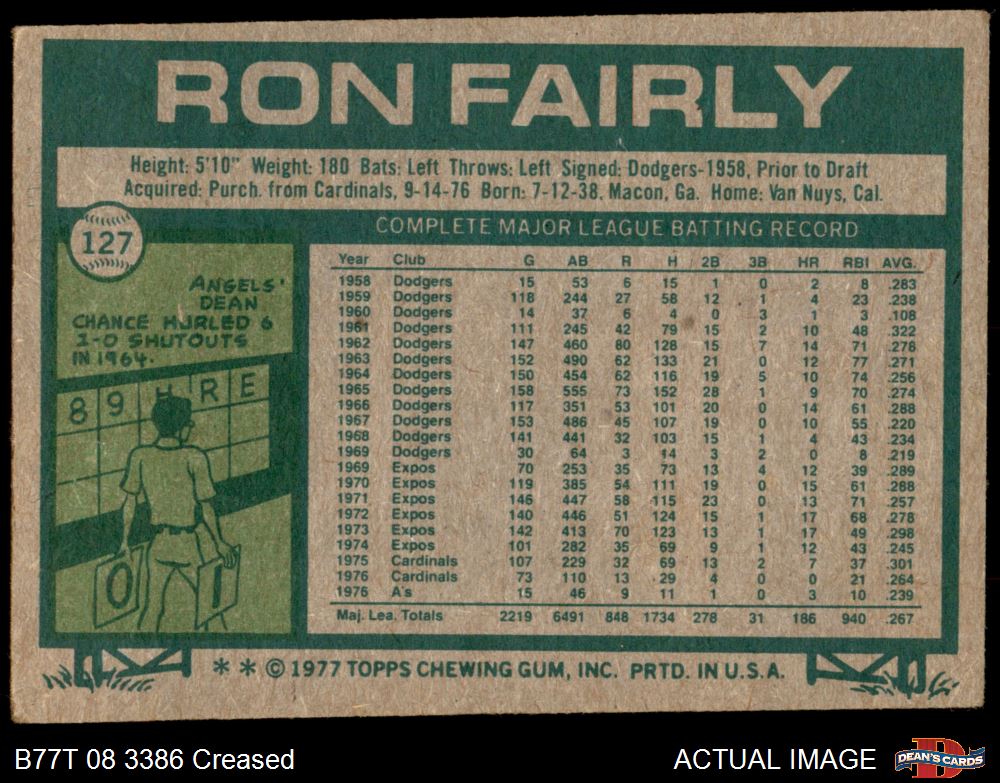 RON FAIRLY
Height: 5'10" Weight: 180 Bats: Left Throws: Left Signed: Dodgers-1958, Prior to Draft
Acquired: Purch. from Cardinals, 9-14-76 Born: 7-12-38, Macon, Ga. Home: Van Nuys, Cal.
127
ANGELS'
DEAN
CHANCE HURLED 6
1-0 SHUTOUTS
IN 1964.
8 9 H R E
0 1
COMPLETE MAJOR LEAGUE BATTING RECORD
Year Club G AB R H 2B 3B HR RBI AVG.
1958 Dodgers 15 53 6 15 1 0 2 8 .283
1959 Dodgers 118 244 27 58 12 1 4 23 .238
1960 Dodgers 14 37 6 4 0 3 1 3 .108
1961 Dodgers 111 245 42 79 15 2 10 48 .322
1962 Dodgers 147 460 80 128 15 7 14 71 .278
1963 Dodgers 152 490 62 133 21 0 12 77 .271
1964 Dodgers 150 454 62 116 19 5 10 74 .256
1965 Dodgers 158 555 73 152 28 1 9 70 .274
1966 Dodgers 117 351 53 101 20 0 14 61 .288
1967 Dodgers 153 486 45 107 19 0 10 55 .220
1968 Dodgers 141 441 32 103 15 1 4 43 .234
1969 Dodgers 30 64 3 14 3 2 0 8 .219
1969 Expos 70 253 35 73 13 4 12 39 .289
1970 Expos 119 385 54 111 19 0 15 61 .288
1971 Expos 146 447 58 115 23 0 13 71 .257
1972 Expos 140 446 51 124 15 1 17 68 .278
1973 Expos 142 413 70 123 13 1 17 49 .298
1974 Expos 101 282 35 69 9 1 12 43 .245
1975 Cardinals 107 229 32 69 13 2 7 37 .301
1976 Cardinals 73 110 13 29 4 0 0 21 .264
1976 A's 15 46 9 11 1 0 3 10 .239
Maj. Lea. Totals 2219 6491 848 1734 278 31 186 940 .267
* * © 1977 TOPPS CHEWING GUM, INC. PRTD. IN U.S.A.
B77T 08 3386 Creased
ACTUAL IMAGE
D
DEAN'S CARDS